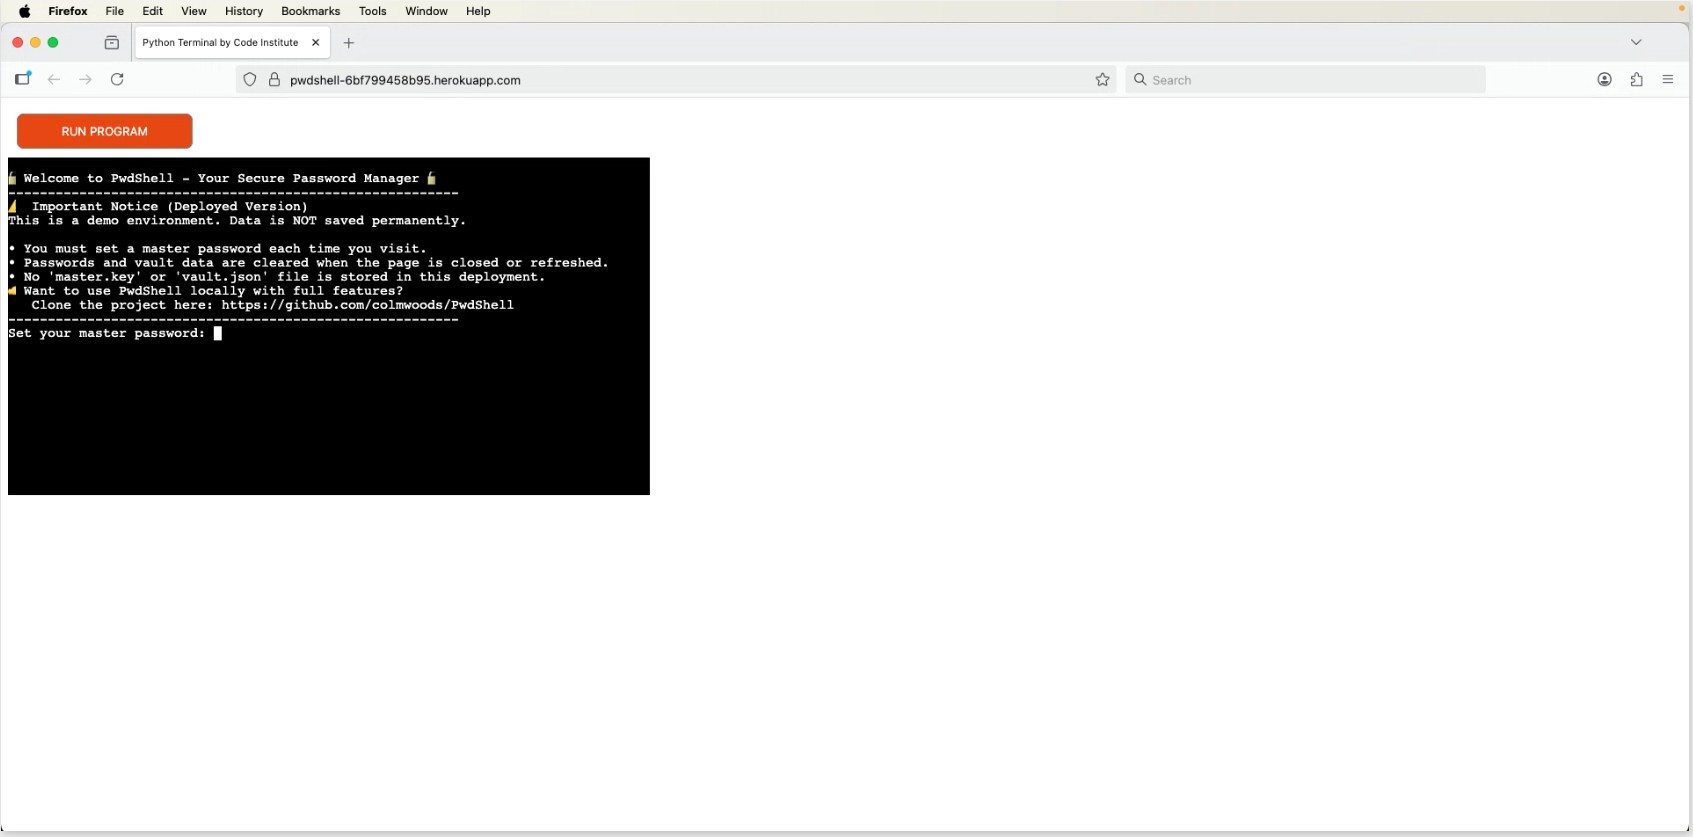 Firefox File Edit View History Bookmarks Tools Window Help
Python Terminal by Code Institute
pwdshell-6bf799458b95.herokuapp.com
Search
RUN PROGRAM
Welcome to PwdShell - Your Secure Password Manager
---------------------------------------------------------
Important Notice (Deployed Version)
This is a demo environment. Data is NOT saved permanently.
• You must set a master password each time you visit.
• Passwords and vault data are cleared when the page is closed or refreshed.
• No 'master.key' or 'vault.json' file is stored in this deployment.
Want to use PwdShell locally with full features?
Clone the project here: https://github.com/colmwoods/PwdShell
---------------------------------------------------------
Set your master password: